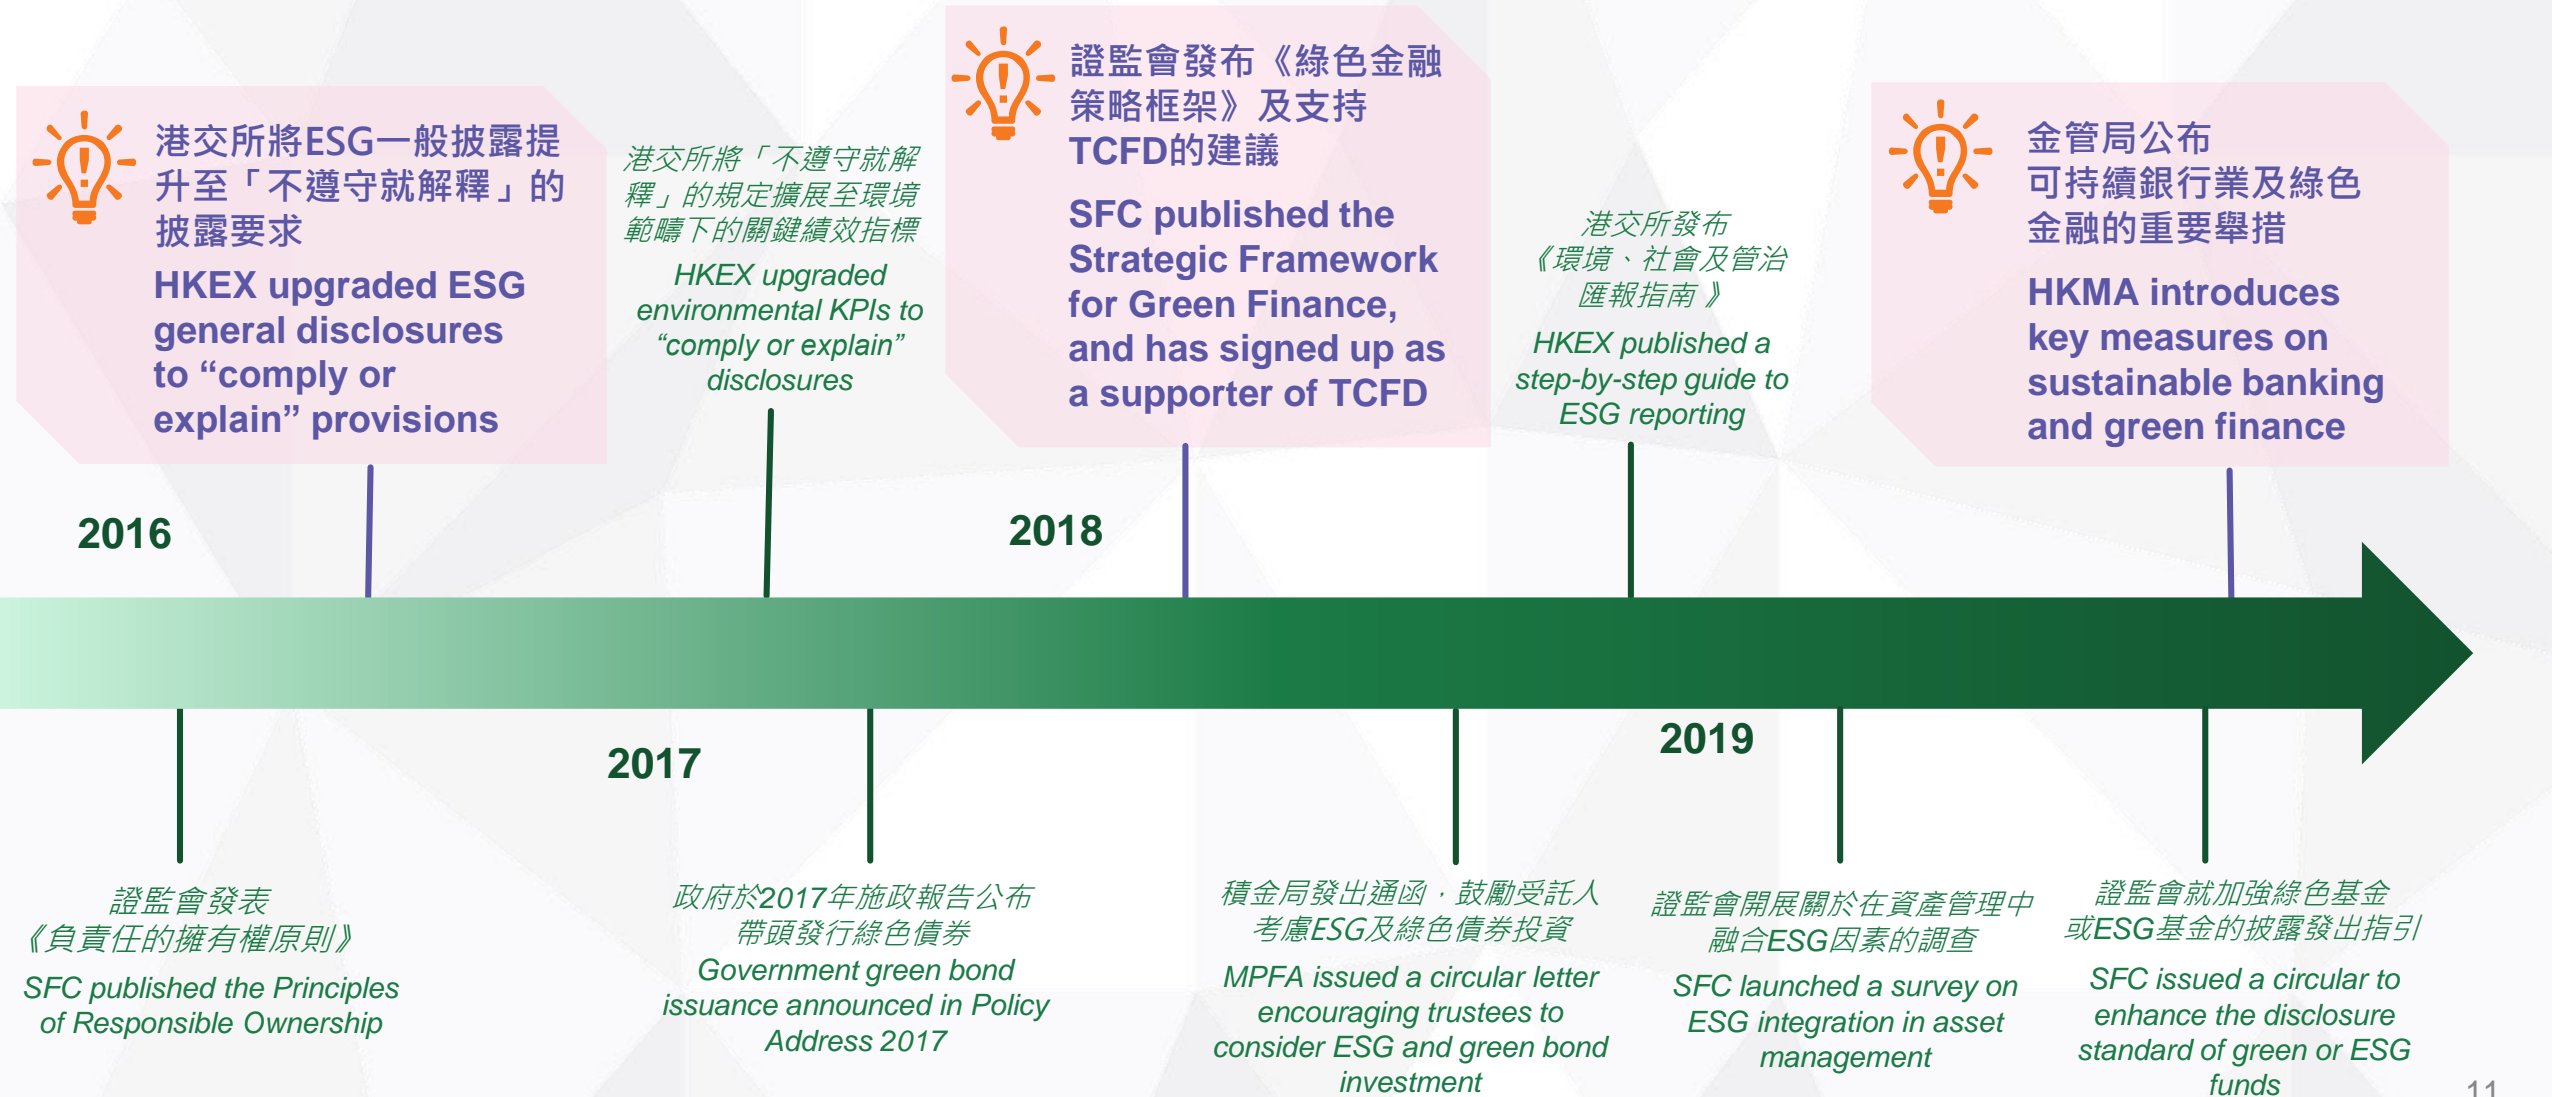 港交所將ESG一般披露提
升至「不遵守就解釋」的
披露要求
HKEX upgraded ESG
general disclosures
to “comply or
explain” provisions
港交所將「不遵守就解
釋」的規定擴展至環境
範疇下的關鍵績效指標
HKEX upgraded
environmental KPIs to
“comply or explain”
disclosures
證監會發布《綠色金融
策略框架》及支持
TCFD的建議
SFC published the
Strategic Framework
for Green Finance,
and has signed up as
a supporter of TCFD
港交所發布
《環境、社會及管治
匯報指南》
HKEX published a
step-by-step guide to
ESG reporting
金管局公布
可持續銀行業及綠色
金融的重要舉措
HKMA introduces
key measures on
sustainable banking
and green finance
2016
2018
2017
2019
證監會發表
《負責任的擁有權原則》
SFC published the Principles
of Responsible Ownership
政府於2017年施政報告公布
帶頭發行綠色債券
Government green bond
issuance announced in Policy
Address 2017
積金局發出通函，鼓勵受託人
考慮ESG及綠色債券投資
MPFA issued a circular letter
encouraging trustees to
consider ESG and green bond
investment
證監會開展關於在資產管理中
融合ESG因素的調查
SFC launched a survey on
ESG integration in asset
management
證監會就加強綠色基金
或ESG基金的披露發出指引
SFC issued a circular to
enhance the disclosure
standard of green or ESG
funds
11